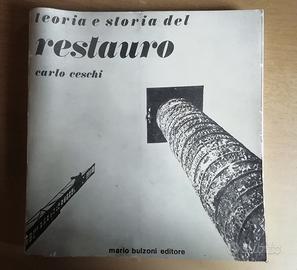 teoria e storia del
restauro
carlo ceschi
mario bulzoni editore